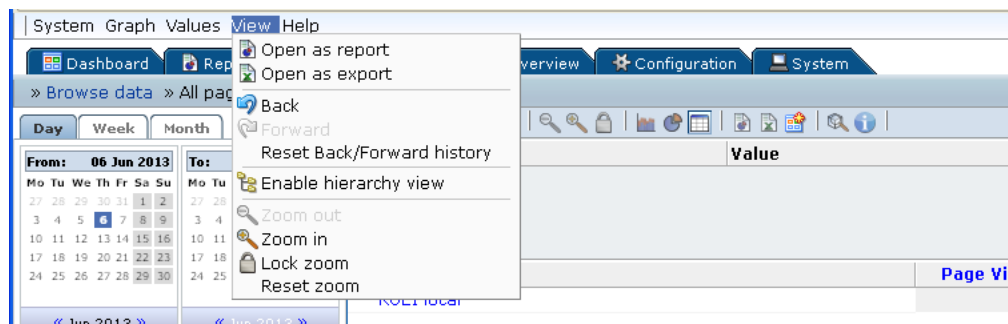 System Graph Values View Help
Dashboard Rep verview Configuration System
» Browse data » All pag
Open as report
Open as export
Back
Forward
Reset Back/Forward history
Enable hierarchy view
Zoom out
Zoom in
Lock zoom
Reset zoom
Day Week Month
From: 06 Jun 2013 To:
Mo Tu We Th Fr Sa Su Mo Tu
27 28 29 30 31 1 2 27 28
3 4 5 6 7 8 9 3 4
10 11 12 13 14 15 16 10 11
17 18 19 20 21 22 23 17 18
24 25 26 27 28 29 30 24 25
« Jun 2013 » « Jun 2013 »
Value
Page Vi